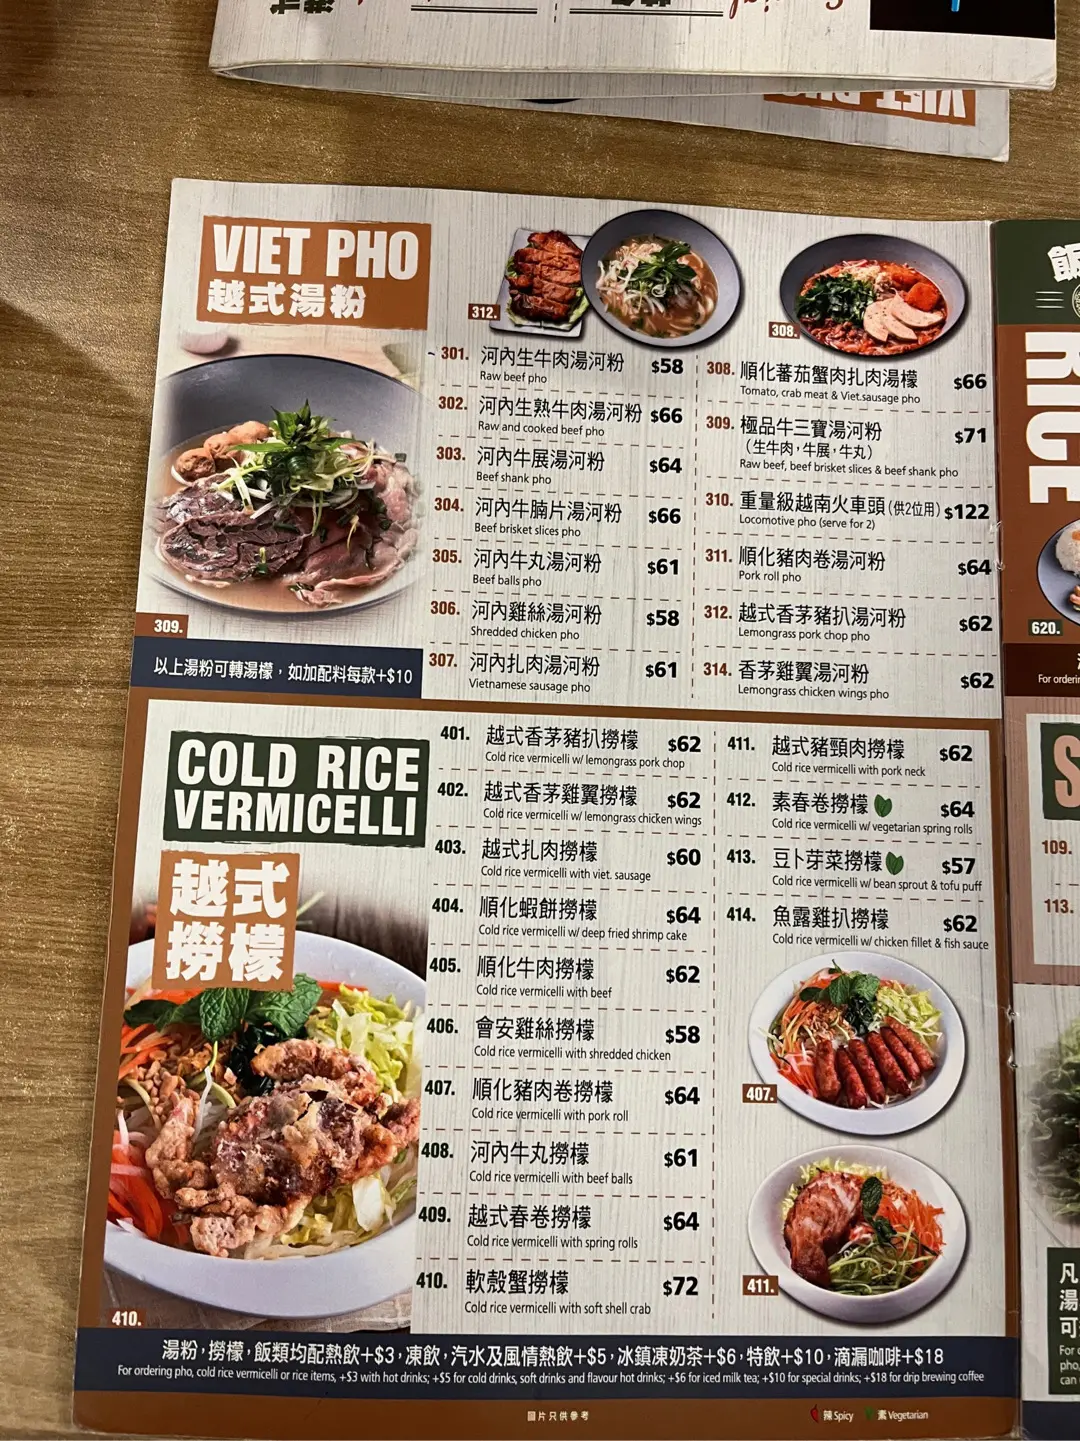 VIET PHO
VIET PHO
越式湯粉
312.
308.
309.
301. 河內生牛肉湯河粉 $58
Raw beef pho
302. 河內生熟牛肉湯河粉 $66
Raw and cooked beef pho
303. 河內牛展湯河粉 $64
Beef shank pho
304. 河內牛腩片湯河粉 $66
Beef brisket slices pho
305. 河內牛丸湯河粉 $61
Beef balls pho
306. 河內雞絲湯河粉 $58
Shredded chicken pho
307. 河內扎肉湯河粉 $61
Vietnamese sausage pho
308. 順化蕃茄蟹肉扎肉湯檬 $66
Tomato, crab meat & Viet.sausage pho
309. 極品牛三寶湯河粉 $71
（生牛肉，牛展，牛丸）
Raw beef, beef brisket slices & beef shank pho
310. 重量級越南火車頭 (供2位用) $122
Locomotive pho (serve for 2)
311. 順化豬肉卷湯河粉 $64
Pork roll pho
312. 越式香茅豬扒湯河粉 $62
Lemongrass pork chop pho
314. 香茅雞翼湯河粉 $62
Lemongrass chicken wings pho
以上湯粉可轉湯檬，如加配料每款+$10
COLD RICE
VERMICELLI
越式
撈檬
410.
401. 越式香茅豬扒撈檬 $62
Cold rice vermicelli w/ lemongrass pork chop
402. 越式香茅雞翼撈檬 $62
Cold rice vermicelli w/ lemongrass chicken wings
403. 越式扎肉撈檬 $60
Cold rice vermicelli with viet. sausage
404. 順化蝦餅撈檬 $64
Cold rice vermicelli w/ deep fried shrimp cake
405. 順化牛肉撈檬 $62
Cold rice vermicelli with beef
406. 會安雞絲撈檬 $58
Cold rice vermicelli with shredded chicken
407. 順化豬肉卷撈檬 $64
Cold rice vermicelli with pork roll
408. 河內牛丸撈檬 $61
Cold rice vermicelli with beef balls
409. 越式春卷撈檬 $64
Cold rice vermicelli with spring rolls
410. 軟殼蟹撈檬 $72
Cold rice vermicelli with soft shell crab
411. 越式豬頸肉撈檬 $62
Cold rice vermicelli with pork neck
412. 素春卷撈檬 $64
Cold rice vermicelli w/ vegetarian spring rolls
413. 豆卜芽菜撈檬 $57
Cold rice vermicelli w/ bean sprout & tofu puff
414. 魚露雞扒撈檬 $62
Cold rice vermicelli w/ chicken fillet & fish sauce
407.
411.
湯粉，撈檬，飯類均配熱飲+$3，凍飲，汽水及風情熱飲+$5，冰鎮凍奶茶+$6，特飲+$10，滴漏咖啡+$18
For ordering pho, cold rice vermicelli or rice items, +$3 with hot drinks; +$5 for cold drinks, soft drinks and flavour hot drinks; +$6 for iced milk tea; +$10 for special drinks; +$18 for drip brewing coffee
圖片只供參考
辣 Spicy 素 Vegetarian
飯
RICE
620.
For orderin
S
109.
113.
凡
湯
可
For o
pho,
can